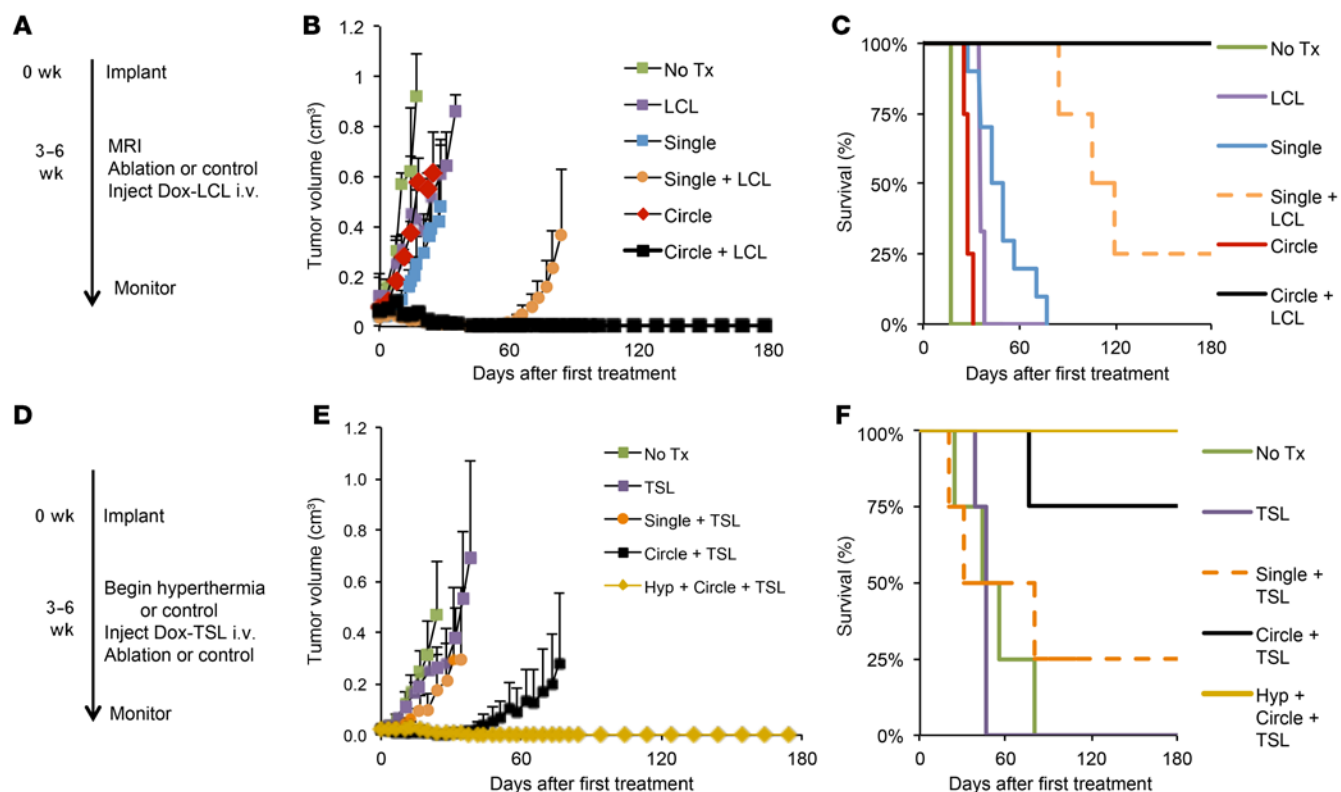 A
0 wk
Implant
3–6
wk
MRI
Ablation or control
Inject Dox-LCL i.v.
Monitor
B
Tumor volume (cm³)
1.2
1
0.8
0.6
0.4
0.2
0
0
60
120
180
Days after first treatment
No Tx
LCL
Single
Single + LCL
Circle
Circle + LCL
C
Survival (%)
100%
75%
50%
25%
0%
0
60
120
180
Days after first treatment
No Tx
LCL
Single
Single +
LCL
Circle
Circle +
LCL
D
0 wk
Implant
3–6
wk
Begin hyperthermia
or control
Inject Dox-TSL i.v.
Ablation or control
Monitor
E
Tumor volume (cm³)
1.2
1.0
0.8
0.6
0.4
0.2
0.0
0
60
120
180
Days after first treatment
No Tx
TSL
Single + TSL
Circle + TSL
Hyp + Circle + TSL
F
Survival (%)
100%
75%
50%
25%
0%
0
60
120
180
Days after first treatment
No Tx
TSL
Single +
TSL
Circle +
TSL
Hyp +
Circle +
TSL